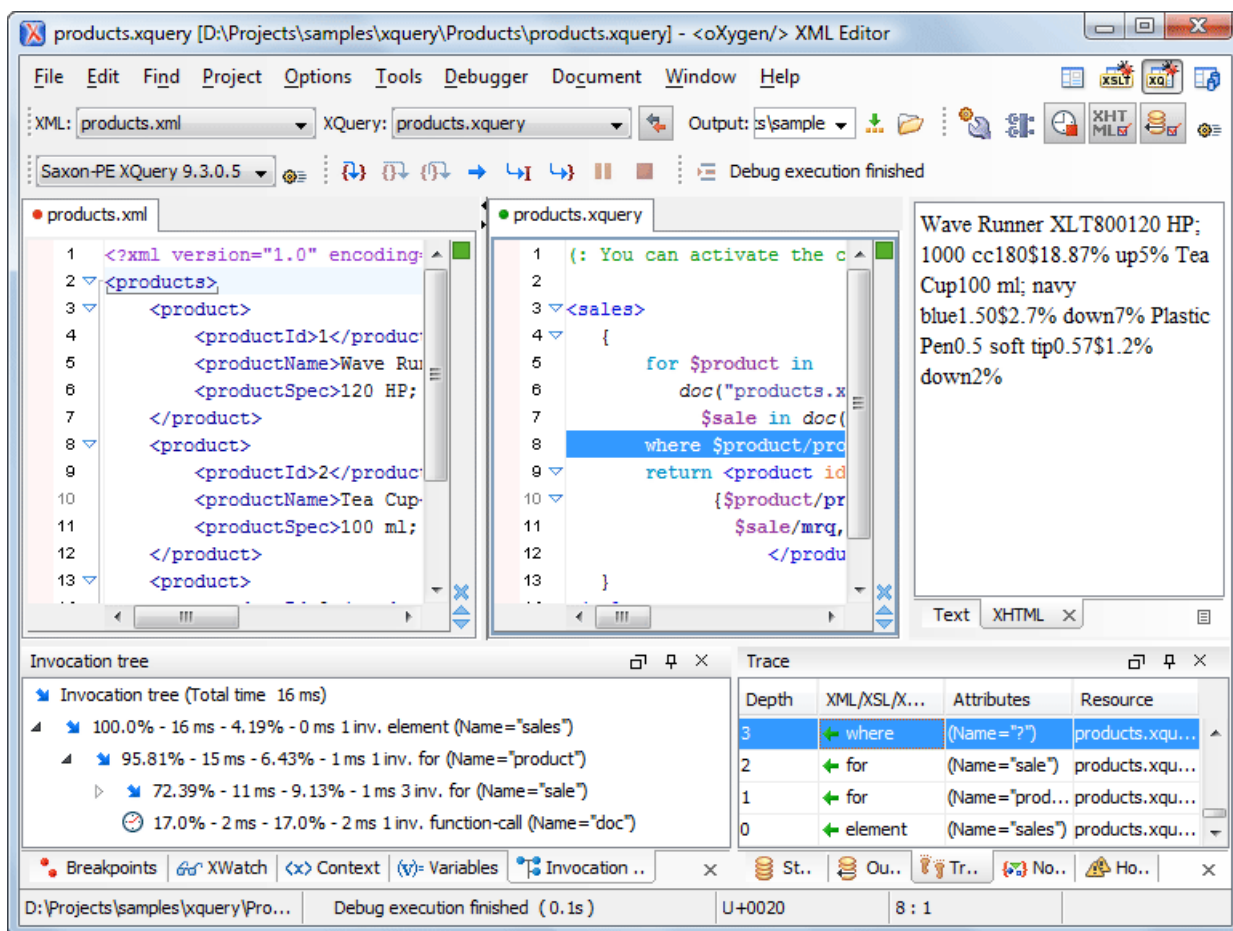 products.xquery [D:\Projects\samples\xquery\Products\products.xquery] - <oXygen/> XML Editor
File Edit Find Project Options Tools Debugger Document Window Help
XSLT XQ
XML: products.xml XQuery: products.xquery Output: s\sample XHT MLs
Saxon-PE XQuery 9.3.0.5 Debug execution finished
products.xml
1 <?xml version="1.0" encoding
2 <products>
3 <product>
4 <productId>1</produc
5 <productName>Wave Ru
6 <productSpec>120 HP;
7 </product>
8 <product>
9 <productId>2</produc
10 <productName>Tea Cup
11 <productSpec>100 ml;
12 </product>
13 <product>
products.xquery
1 (: You can activate the c
2
3 <sales>
4 {
5 for $product in
6 doc("products.x
7 $sale in doc(
8 where $product/pro
9 return <product id
10 {$product/pr
11 $sale/mrq,
12 </produ
13 }
Wave Runner XLT800120 HP;
1000 cc180$18.87% up5% Tea
Cup100 ml; navy
blue1.50$2.7% down7% Plastic
Pen0.5 soft tip0.57$1.2%
down2%
Text XHTML
Invocation tree
Invocation tree (Total time 16 ms)
100.0% - 16 ms - 4.19% - 0 ms 1 inv. element (Name="sales")
95.81% - 15 ms - 6.43% - 1 ms 1 inv. for (Name="product")
72.39% - 11 ms - 9.13% - 1 ms 3 inv. for (Name="sale")
17.0% - 2 ms - 17.0% - 2 ms 1 inv. function-call (Name="doc")
Breakpoints XWatch Context Variables Invocation ..
Trace
Depth XML/XSL/X... Attributes Resource
3 where (Name="?") products.xqu...
2 for (Name="sale") products.xqu...
1 for (Name="prod... products.xqu...
0 element (Name="sales") products.xqu...
St.. Ou.. Tr.. No.. Ho..
D:\Projects\samples\xquery\Pro... Debug execution finished (0.1s) U+0020 8 : 1